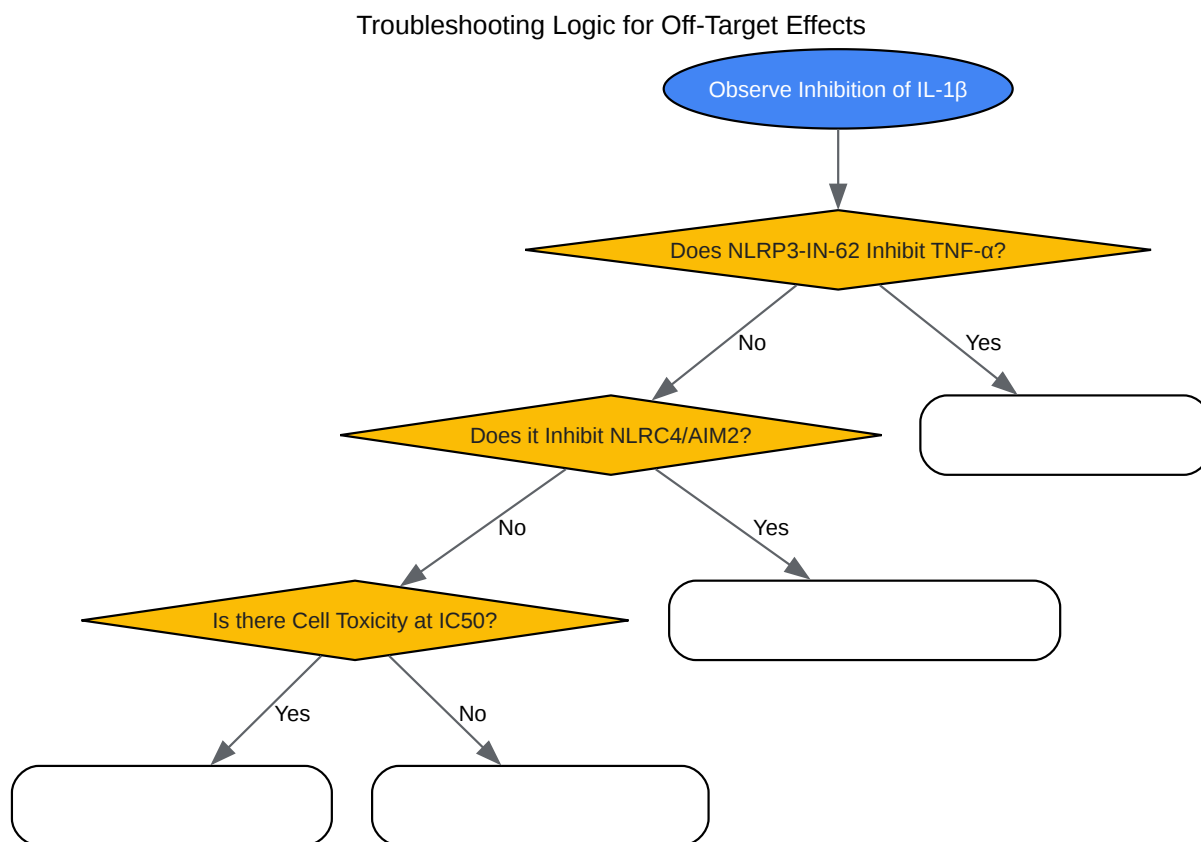 Troubleshooting Logic for Off-Target Effects
Observe Inhibition of IL-1β
Does NLRP3-IN-62 Inhibit TNF-α?
No
Yes
Does it Inhibit NLRC4/AIM2?
No
Yes
Is there Cell Toxicity at IC50?
Yes
No